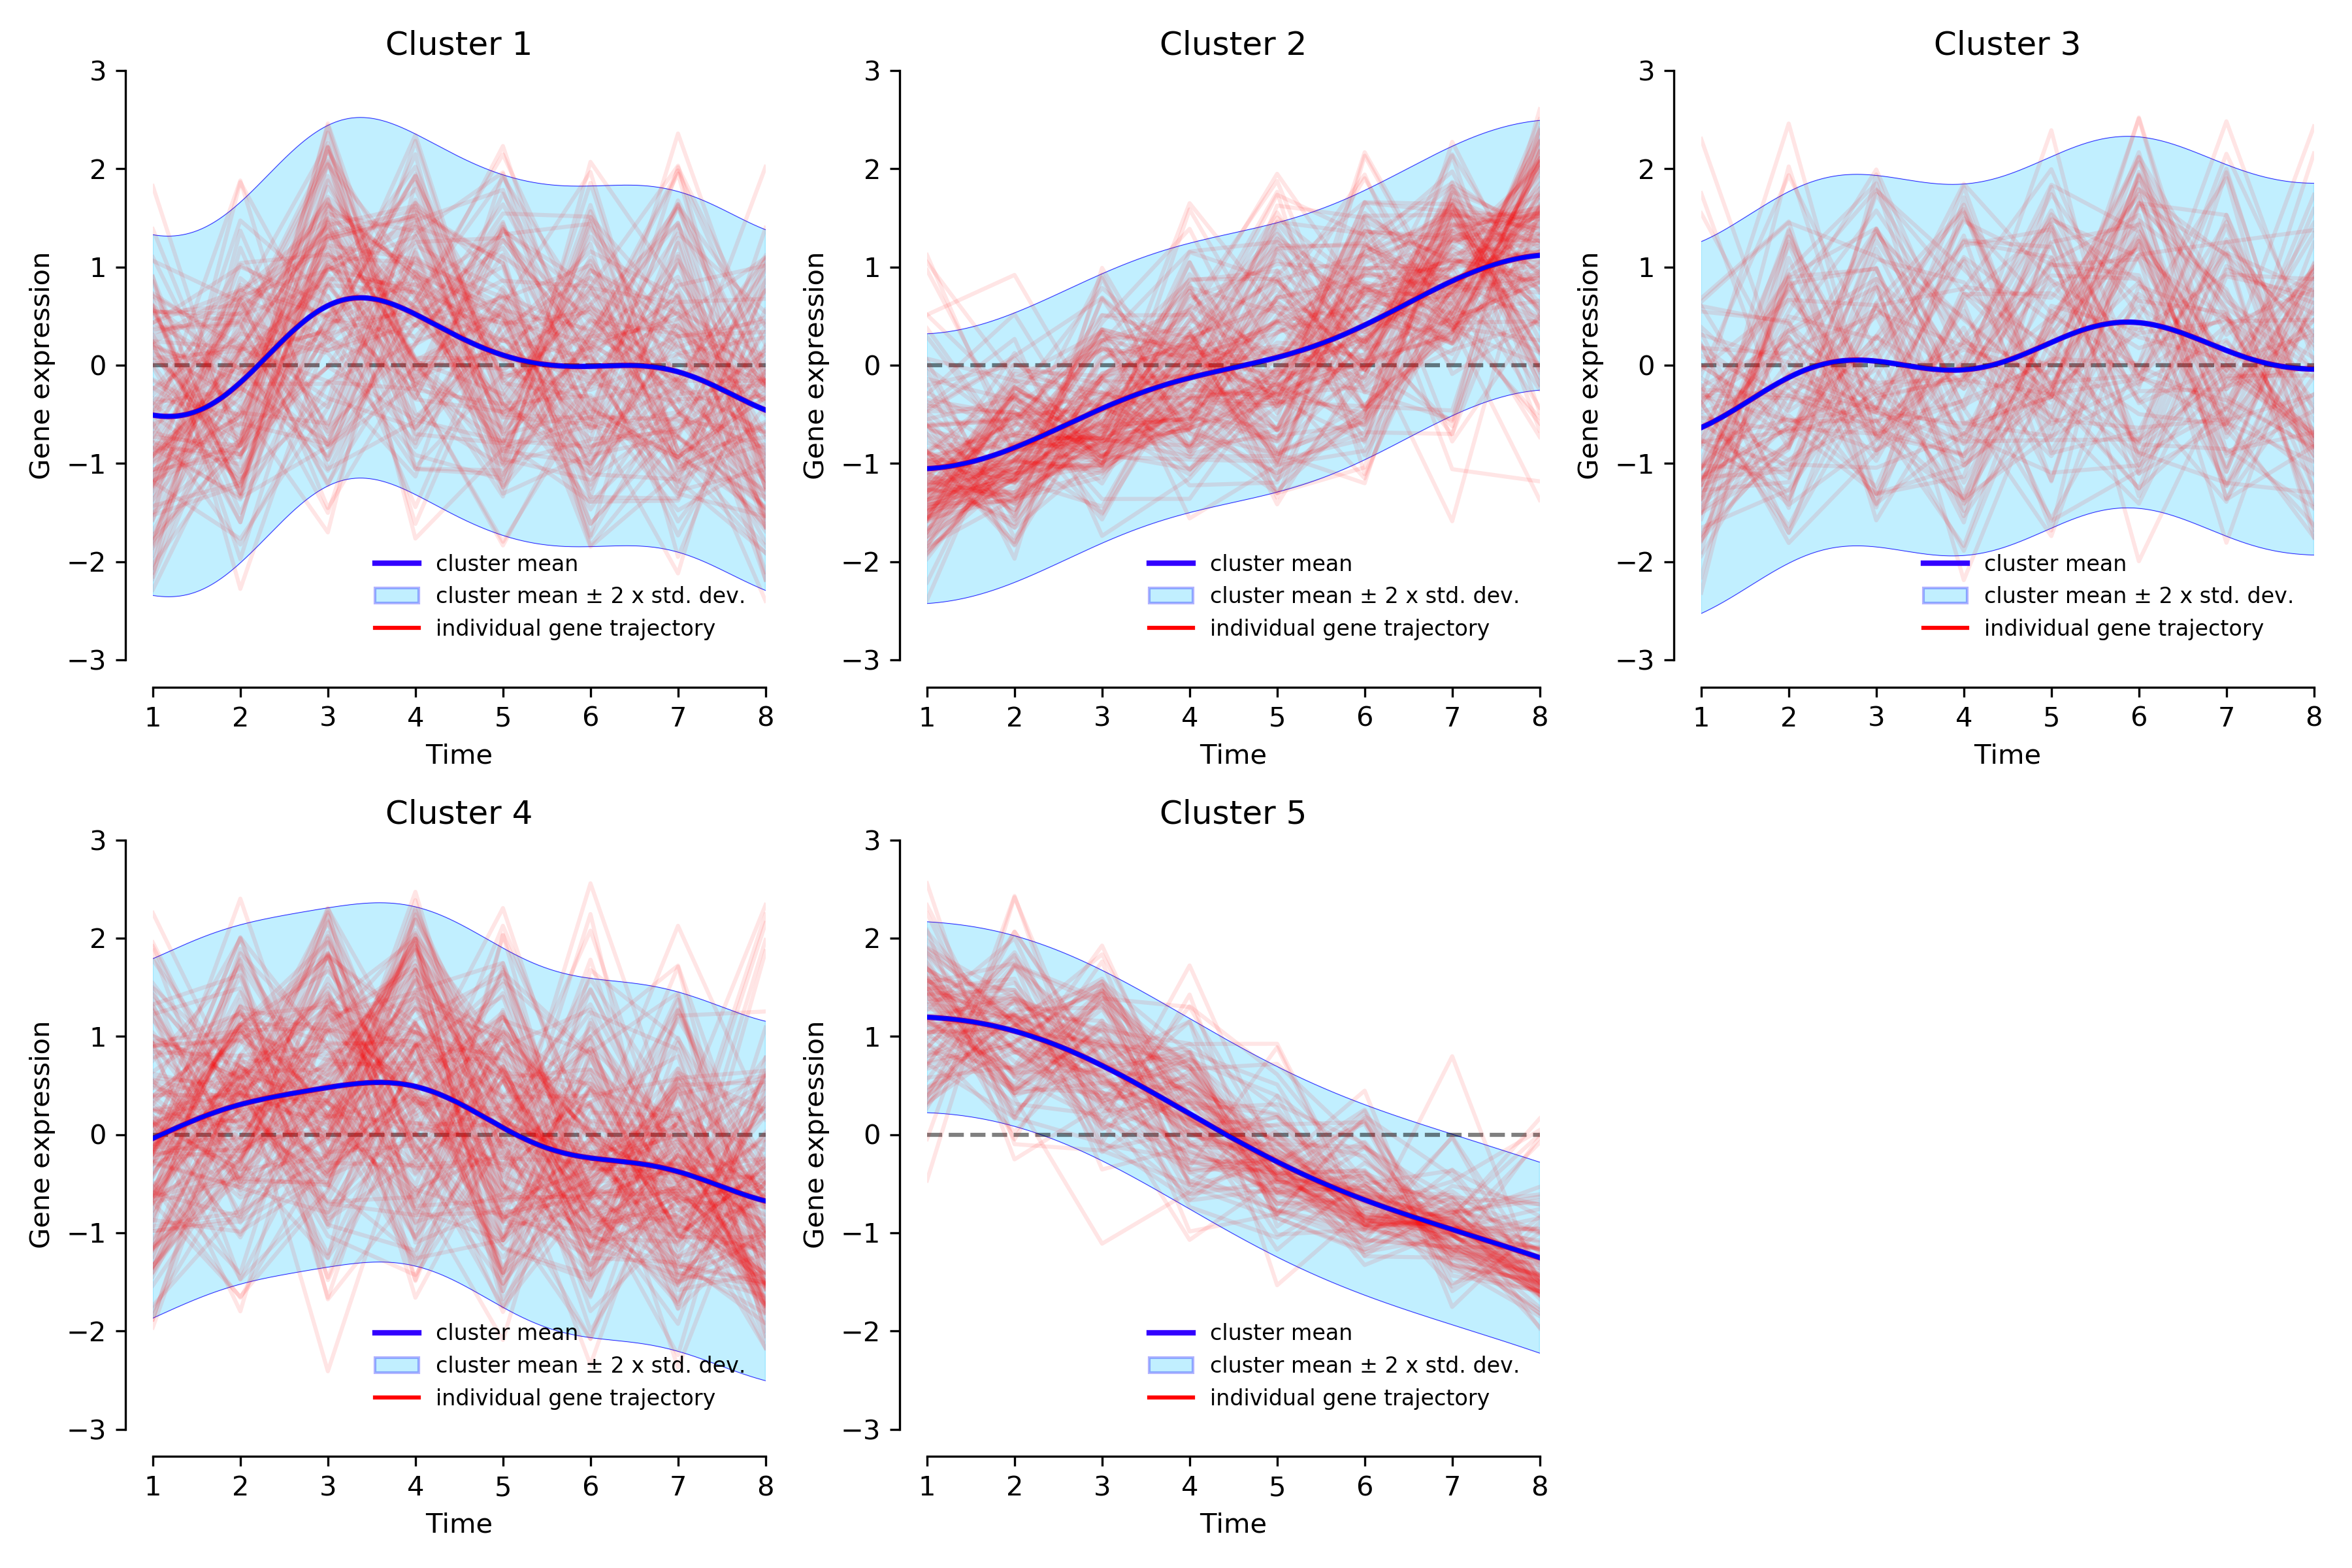 Cluster 1
3
2
1
0
−1
−2
−3
Gene expression
cluster mean
cluster mean ± 2 x std. dev.
individual gene trajectory
1 2 3 4 5 6 7 8
Time
Cluster 2
3
2
1
0
−1
−2
−3
Gene expression
cluster mean
cluster mean ± 2 x std. dev.
individual gene trajectory
1 2 3 4 5 6 7 8
Time
Cluster 3
3
2
1
0
−1
−2
−3
Gene expression
cluster mean
cluster mean ± 2 x std. dev.
individual gene trajectory
1 2 3 4 5 6 7 8
Time
Cluster 4
3
2
1
0
−1
−2
−3
Gene expression
cluster mean
cluster mean ± 2 x std. dev.
individual gene trajectory
1 2 3 4 5 6 7 8
Time
Cluster 5
3
2
1
0
−1
−2
−3
Gene expression
cluster mean
cluster mean ± 2 x std. dev.
individual gene trajectory
1 2 3 4 5 6 7 8
Time